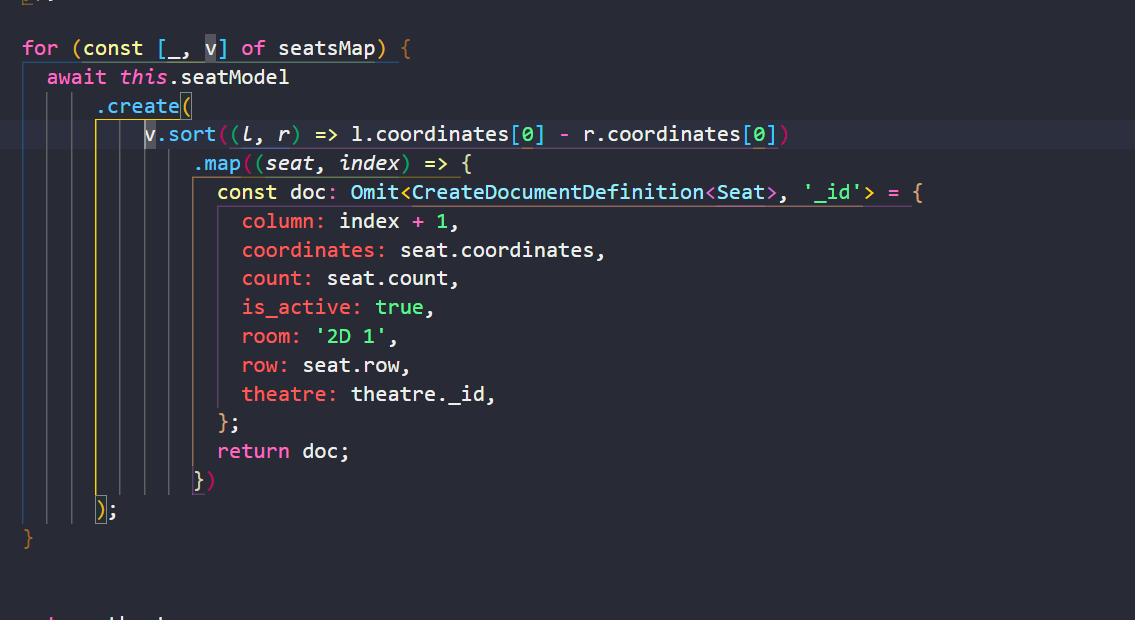 for (const [_, v] of seatsMap) {
await this.seatModel
.create(
v.sort((l, r) => l.coordinates[0] - r.coordinates[0])
.map((seat, index) => {
const doc: Omit<CreateDocumentDefinition<Seat>, '_id'> = {
column: index + 1,
coordinates: seat.coordinates,
count: seat.count,
is_active: true,
room: '2D 1',
row: seat.row,
theatre: theatre._id,
};
return doc;
})
);
}